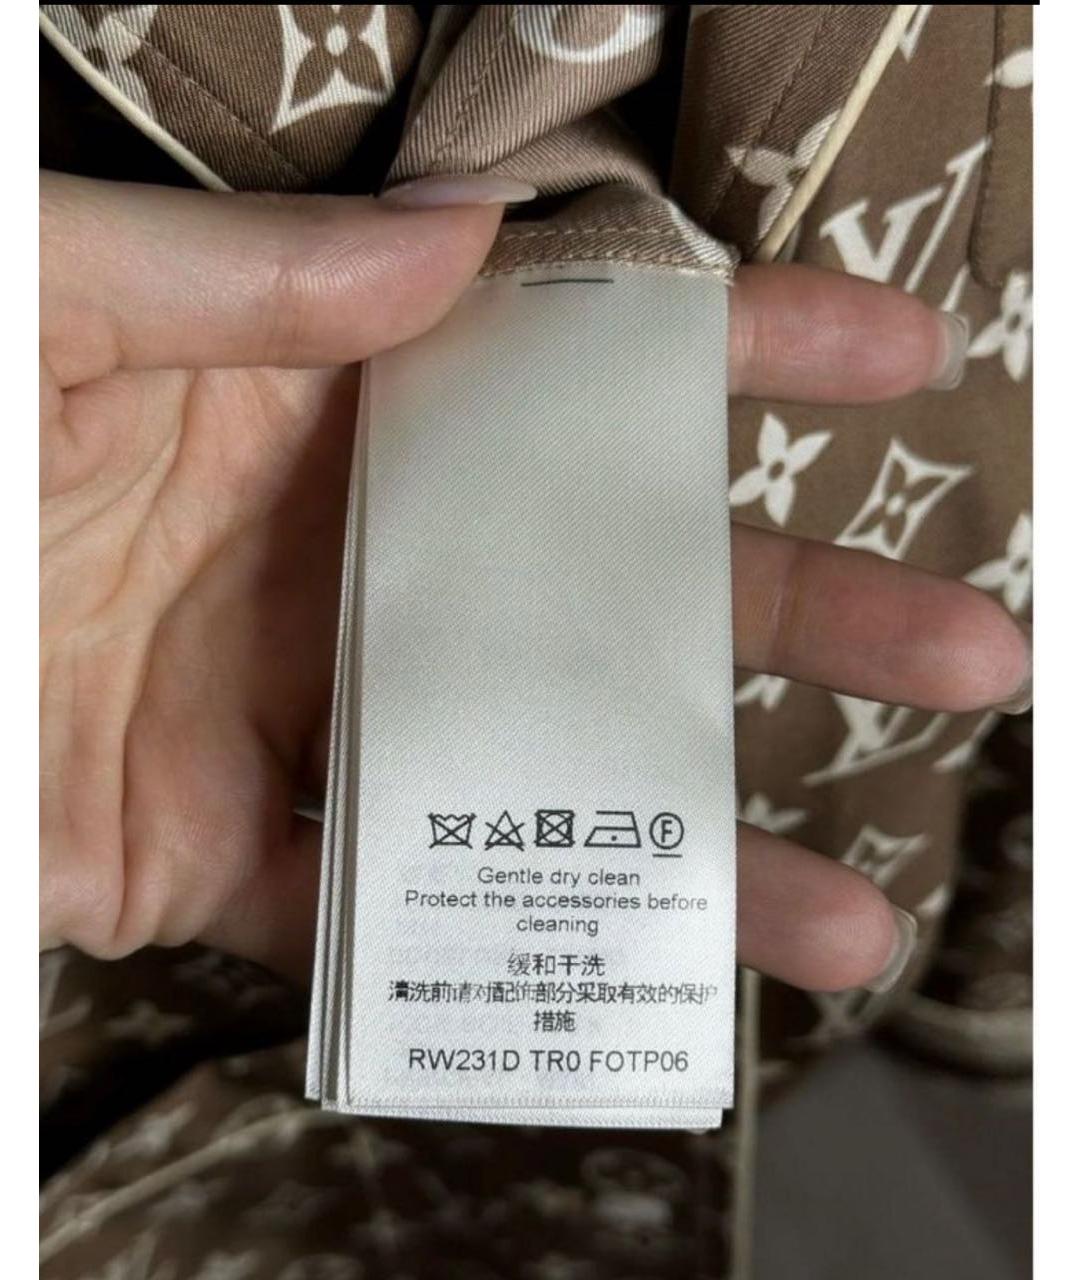 Gentle dry clean
Protect the accessories before
cleaning
缓和干洗
清洗前请对配饰部分采取有效的保护
措施
RW231D TR0 FOTP06